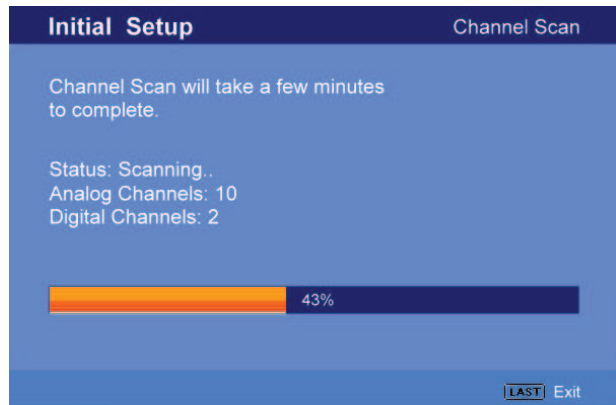 Initial Setup
Channel Scan
Channel Scan will take a few minutes
to complete.
Status: Scanning..
Analog Channels: 10
Digital Channels: 2
43%
LAST Exit